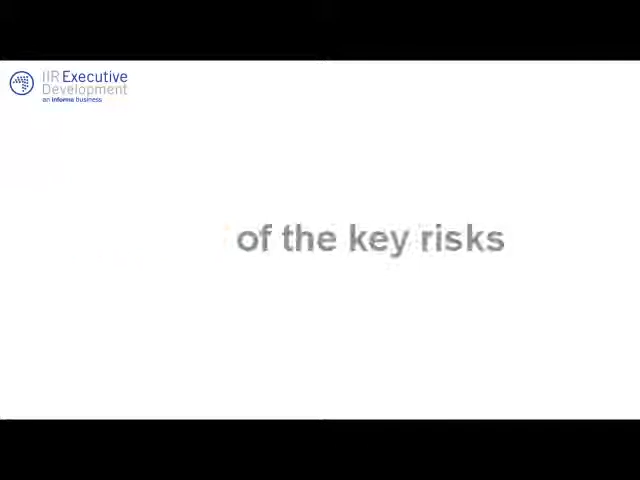 IIR Executive
Development
an informa business
of the key risks